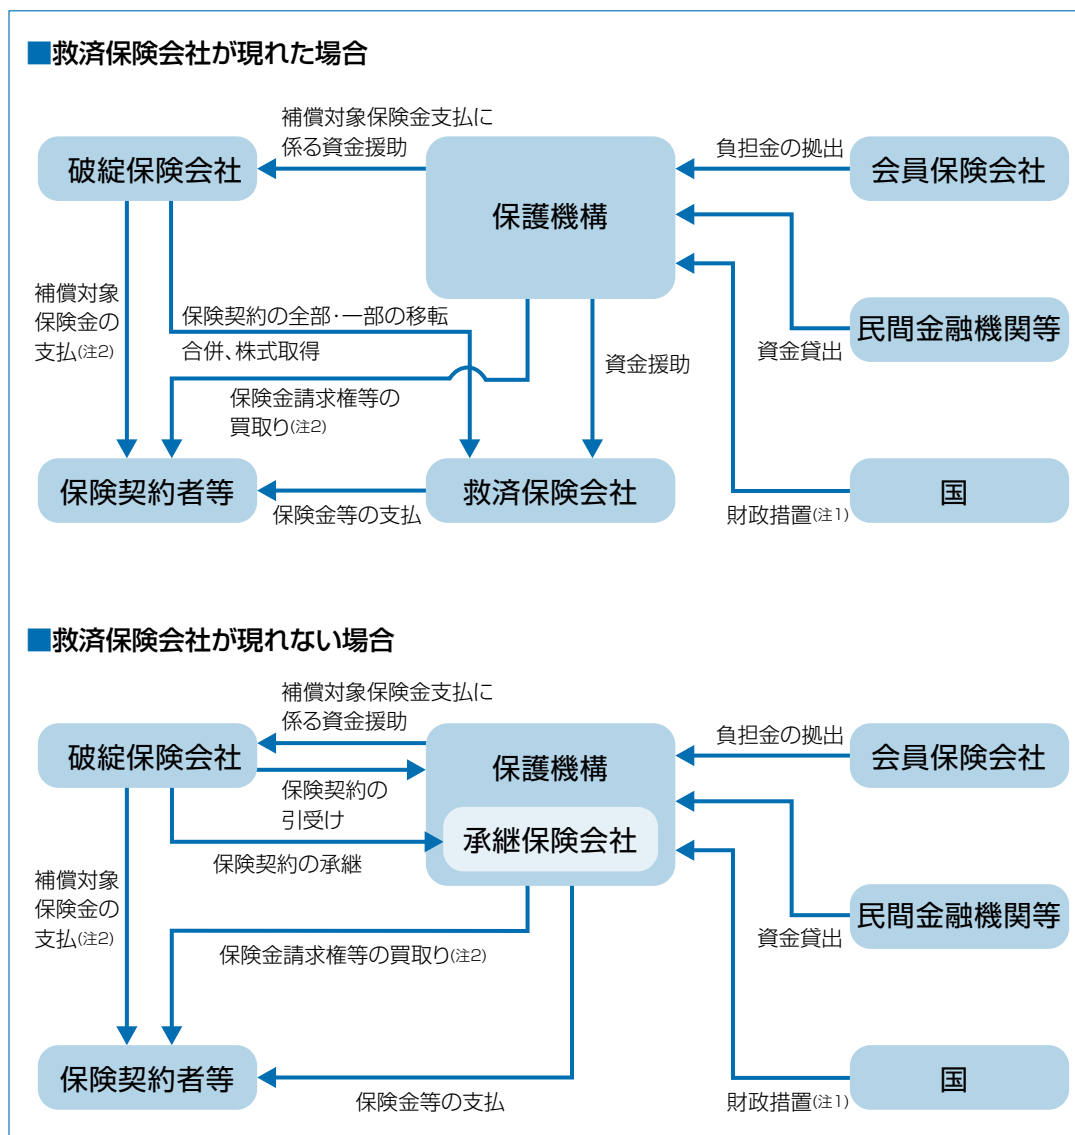 ■救済保険会社が現れた場合
補償対象保険金支払に
係る資金援助
負担金の拠出
破綻保険会社
保護機構
会員保険会社
補償対象
保険金の
支払(注2)
保険契約の全部・一部の移転
合併、株式取得
資金援助
民間金融機関等
資金貸出
保険金請求権等の
買取り(注2)
保険契約者等
救済保険会社
国
保険金等の支払
財政措置(注1)
■救済保険会社が現れない場合
補償対象保険金支払に
係る資金援助
負担金の拠出
破綻保険会社
保護機構
会員保険会社
保険契約の
引受け
承継保険会社
保険契約の承継
補償対象
保険金の
支払(注2)
民間金融機関等
資金貸出
保険金請求権等の買取り(注2)
保険契約者等
国
保険金等の支払
財政措置(注1)